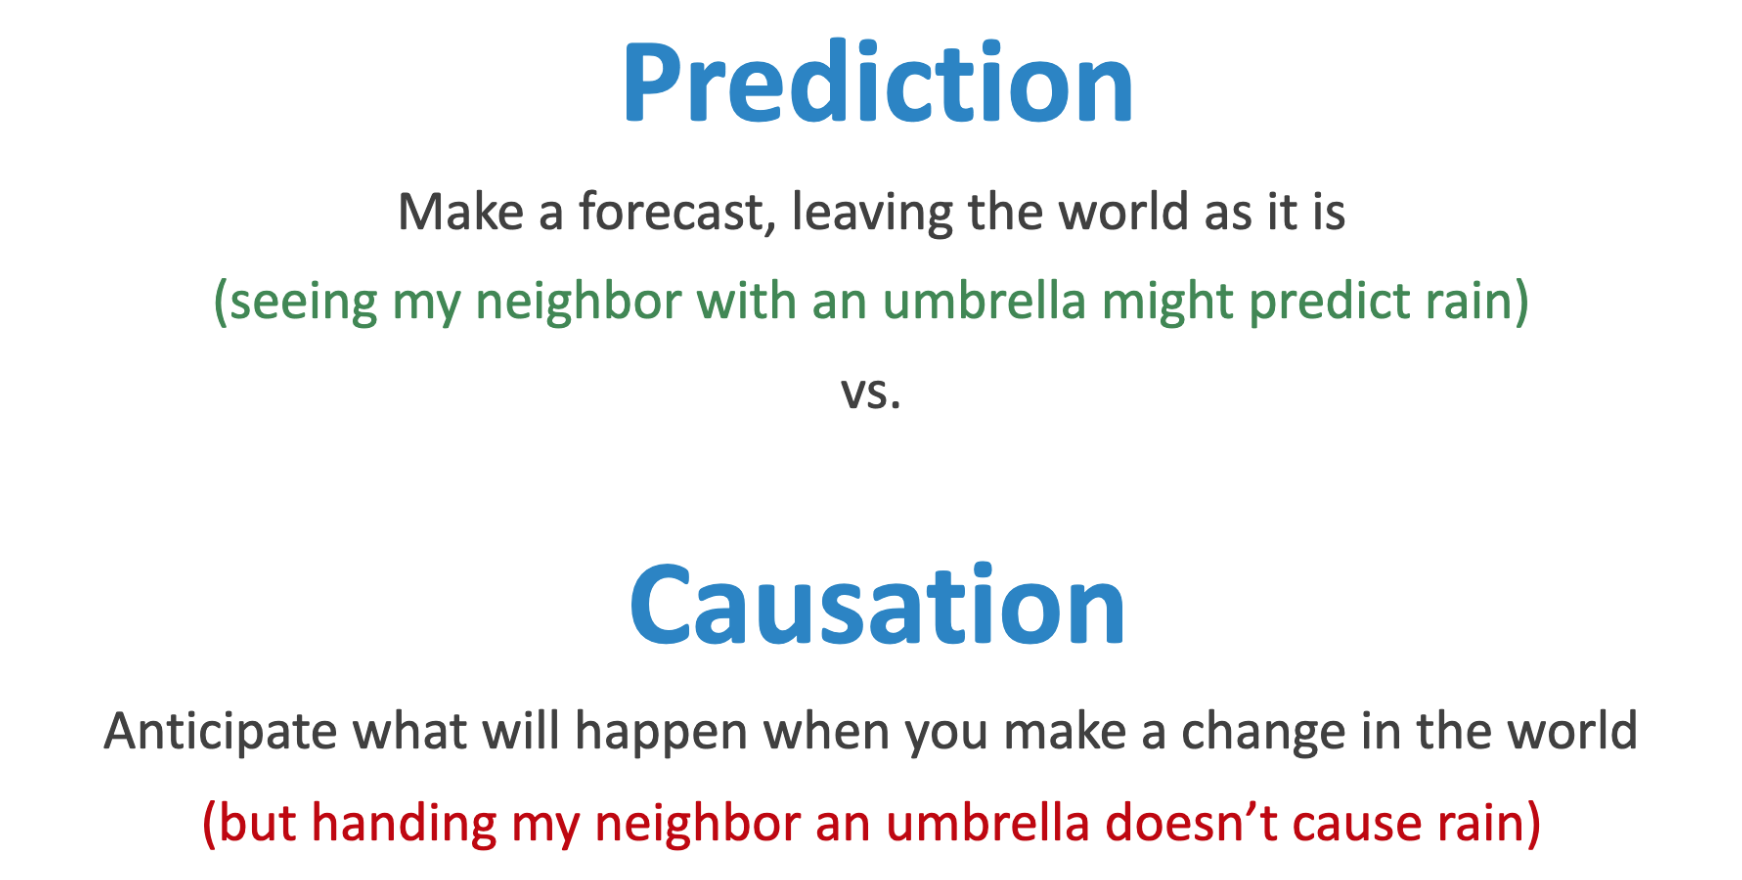 Prediction
Make a forecast, leaving the world as it is
(seeing my neighbor with an umbrella might predict rain)
vs.
Causation
Anticipate what will happen when you make a change in the world
(but handing my neighbor an umbrella doesn’t cause rain)